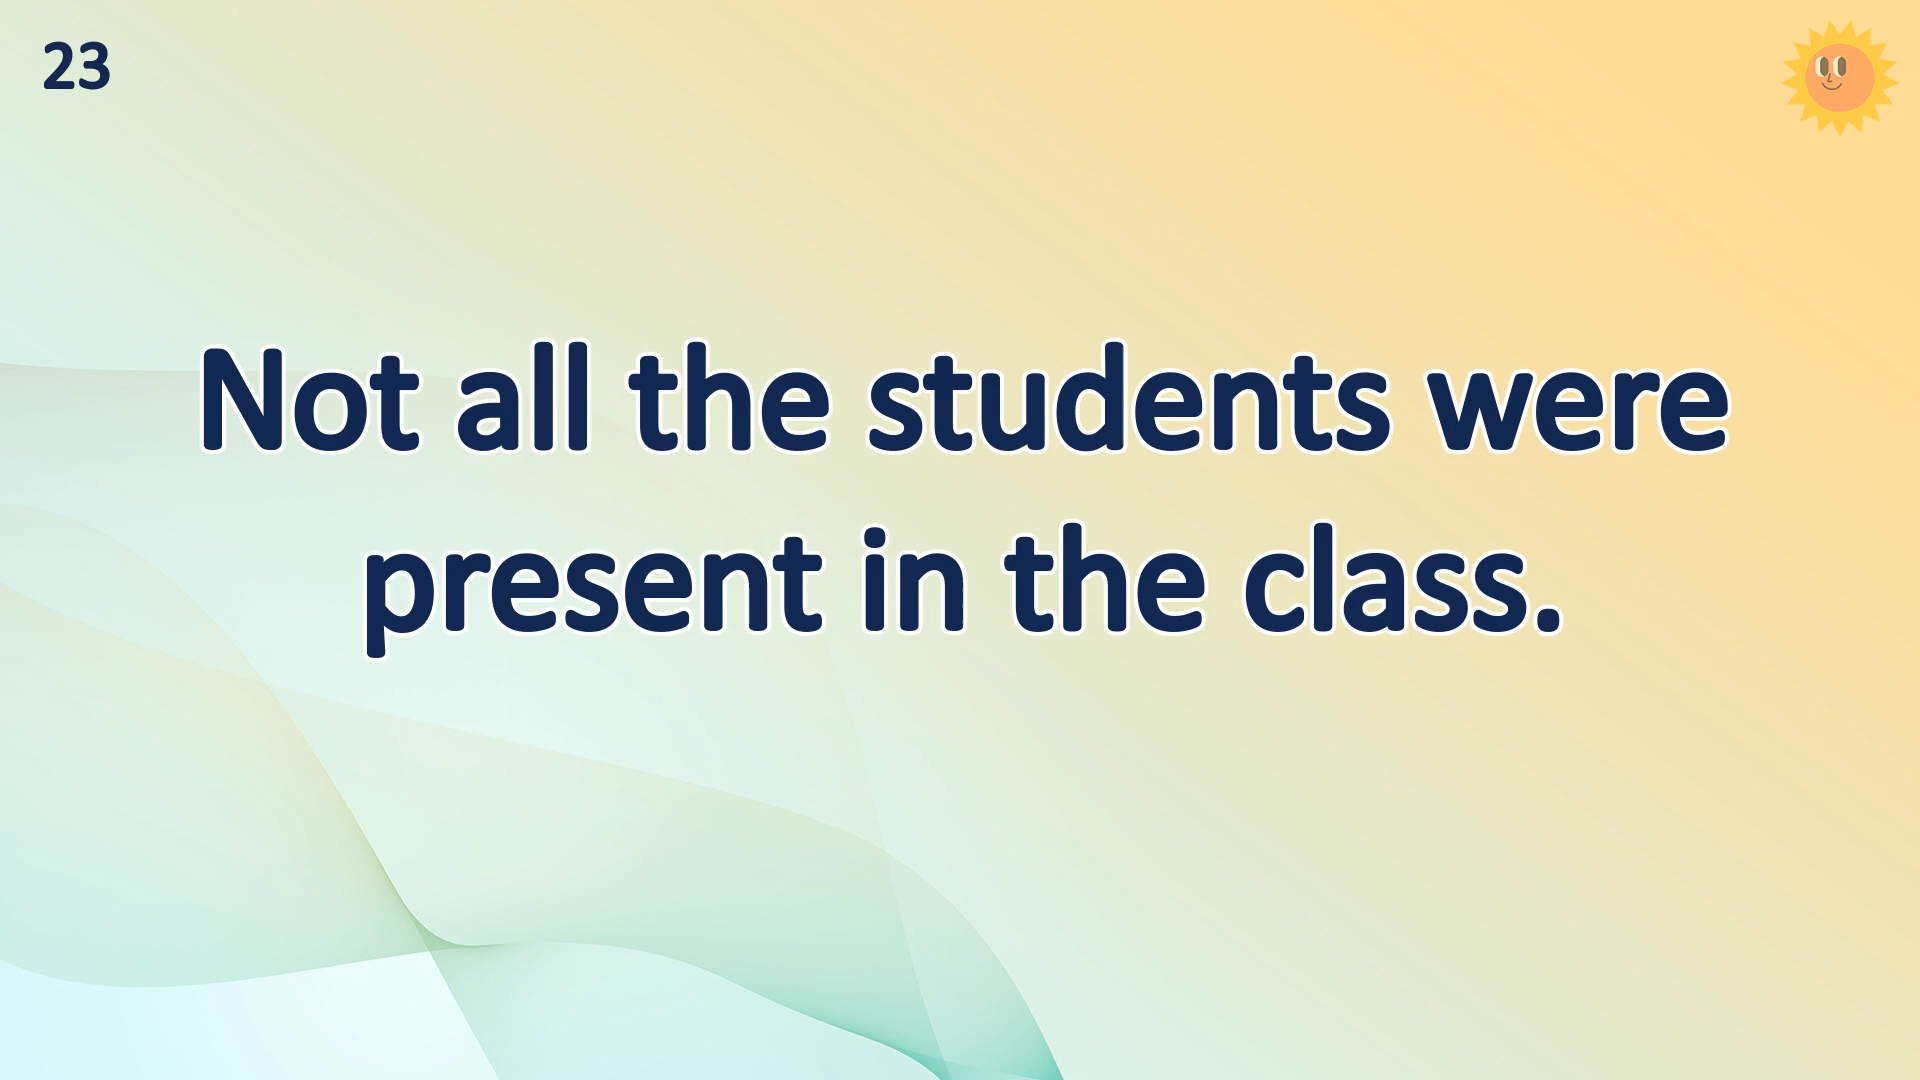 23
Not all the students were
present in the class.